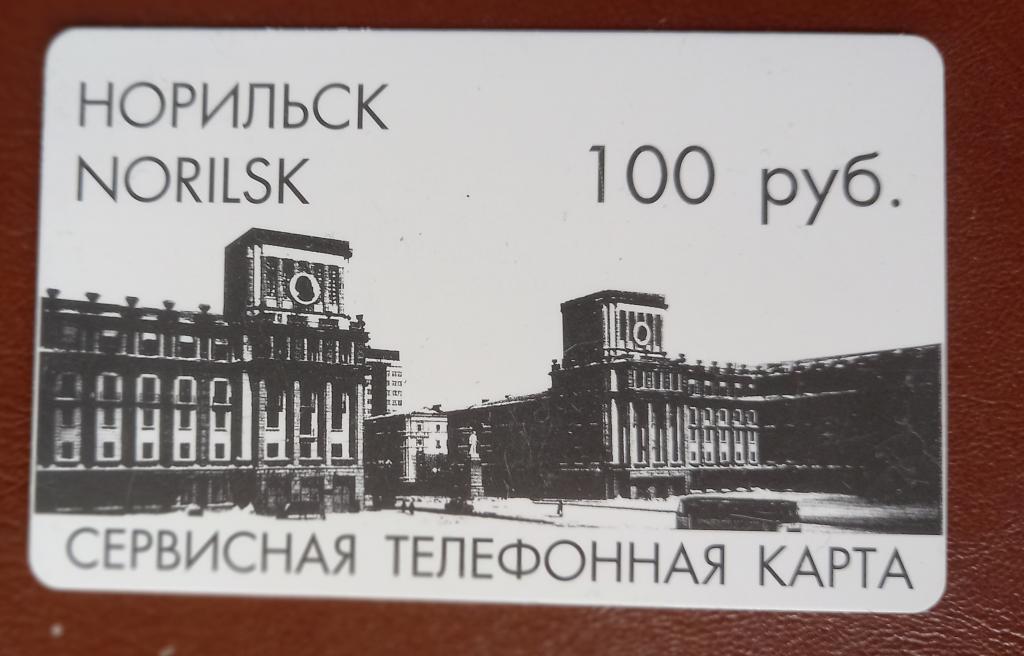 НОРИЛЬСК
NORILSK
100 руб.
СЕРВИСНАЯ ТЕЛЕФОННАЯ КАРТА